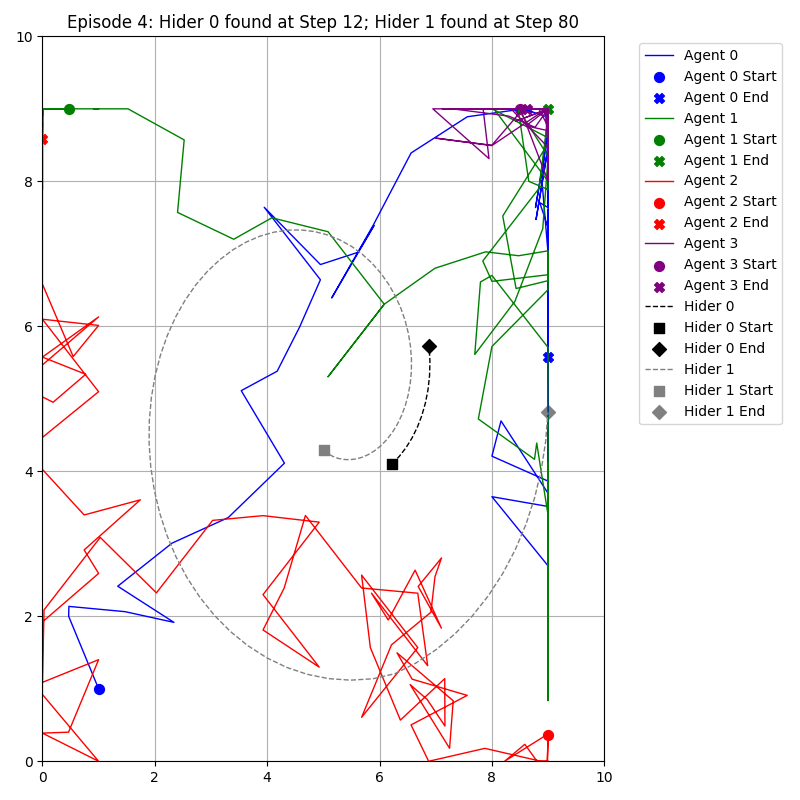 Episode 4: Hider 0 found at Step 12; Hider 1 found at Step 80
10
8
6
4
2
0
0 2 4 6 8 10
Agent 0
Agent 0 Start
Agent 0 End
Agent 1
Agent 1 Start
Agent 1 End
Agent 2
Agent 2 Start
Agent 2 End
Agent 3
Agent 3 Start
Agent 3 End
Hider 0
Hider 0 Start
Hider 0 End
Hider 1
Hider 1 Start
Hider 1 End